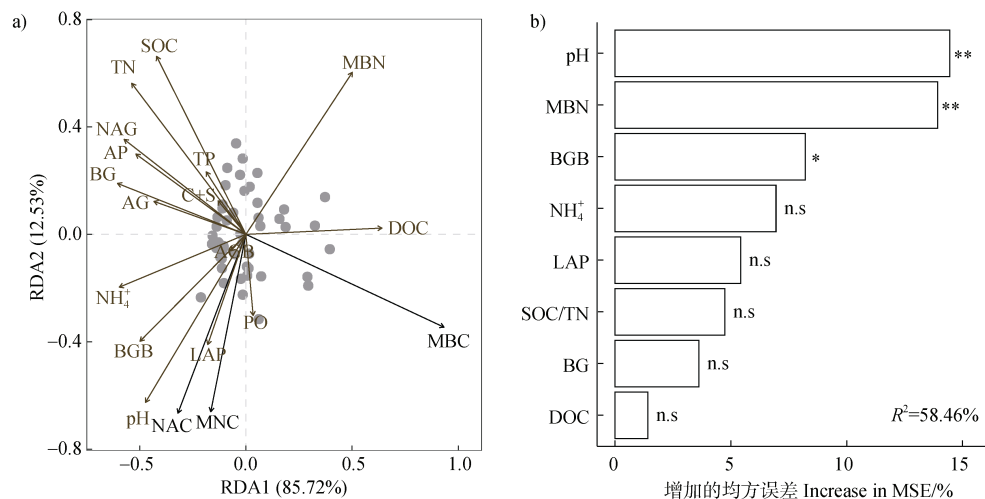 a)
0.8
0.4
0.0
−0.4
−0.8
RDA2 (12.53%)
SOC
TN
MBN
NAG
AP
TP
BG
C+S
AG
DOC
AGB
NH₄⁺
PO
BGB
LAP
MBC
pH
NAC
MNC
−0.5
0.0
0.5
1.0
RDA1 (85.72%)
b)
pH
**
MBN
**
BGB
*
NH₄⁺
n.s
LAP
n.s
SOC/TN
n.s
BG
n.s
DOC
n.s
R²=58.46%
0
5
10
15
增加的均方误差 Increase in MSE/%